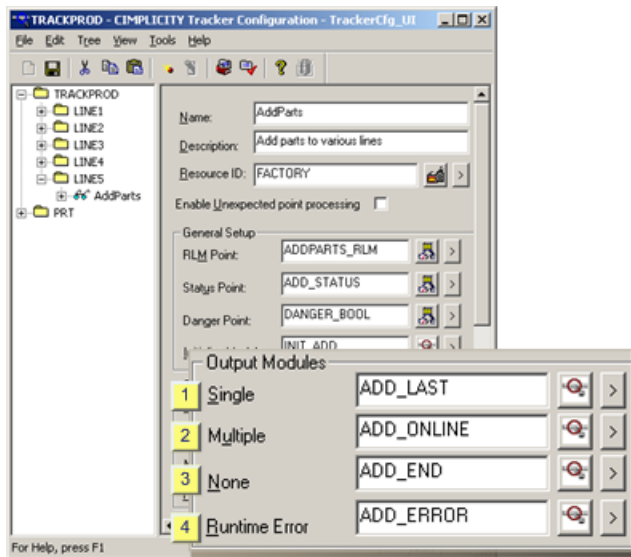 TRACKPROD - CIMPLICITY Tracker Configuration - TrackerCfg_UI
File Edit Tree View Tools Help
TRACKPROD
LINE1
LINE2
LINE3
LINE4
LINE5
AddParts
PRT
Name: AddParts
Description: Add parts to various lines
Resource ID: FACTORY
Enable Unexpected point processing
General Setup
RLM Point: ADDPARTS_RLM
Status Point: ADD_STATUS
Danger Point: DANGER_BOOL
INIT_ADD
Output Modules
1 Single ADD_LAST
2 Multiple ADD_ONLINE
3 None ADD_END
4 Runtime Error ADD_ERROR
For Help, press F1